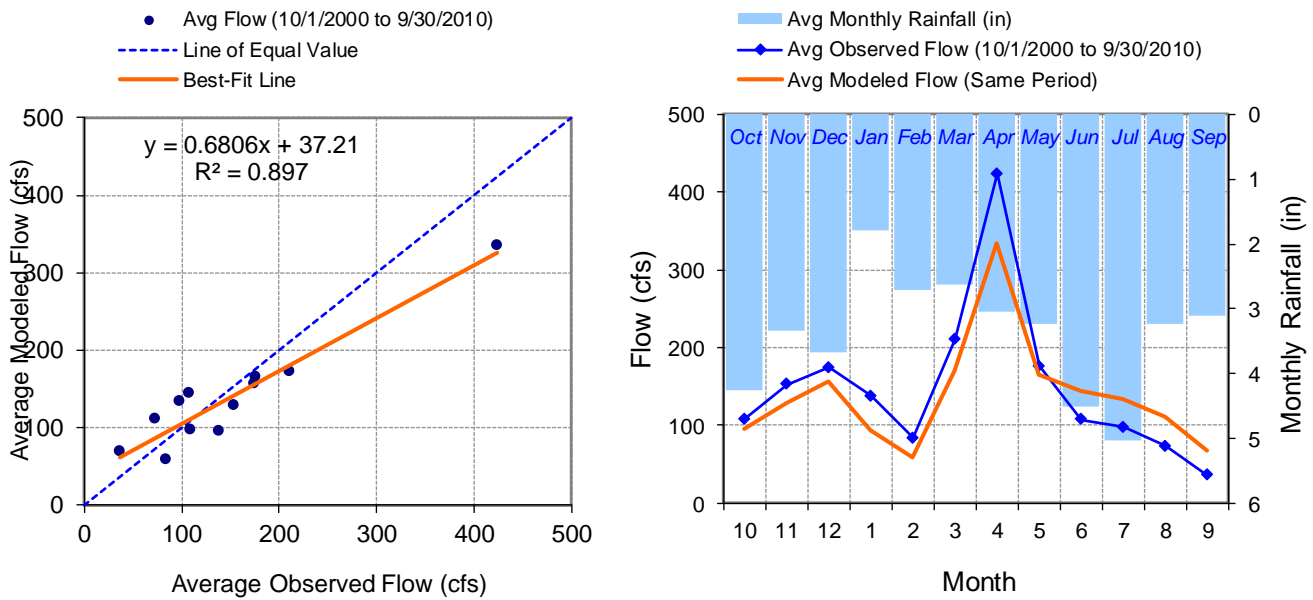 Avg Flow (10/1/2000 to 9/30/2010)
Line of Equal Value
Best-Fit Line
y = 0.6806x + 37.21
R² = 0.897
Average Modeled Flow (cfs)
500
400
300
200
100
0
0 100 200 300 400 500
Average Observed Flow (cfs)
Avg Monthly Rainfall (in)
Avg Observed Flow (10/1/2000 to 9/30/2010)
Avg Modeled Flow (Same Period)
Flow (cfs)
500
400
300
200
100
0
Oct Nov Dec Jan Feb Mar Apr May Jun Jul Aug Sep
0
1
2
3
4
5
6
Monthly Rainfall (in)
10 11 12 1 2 3 4 5 6 7 8 9
Month